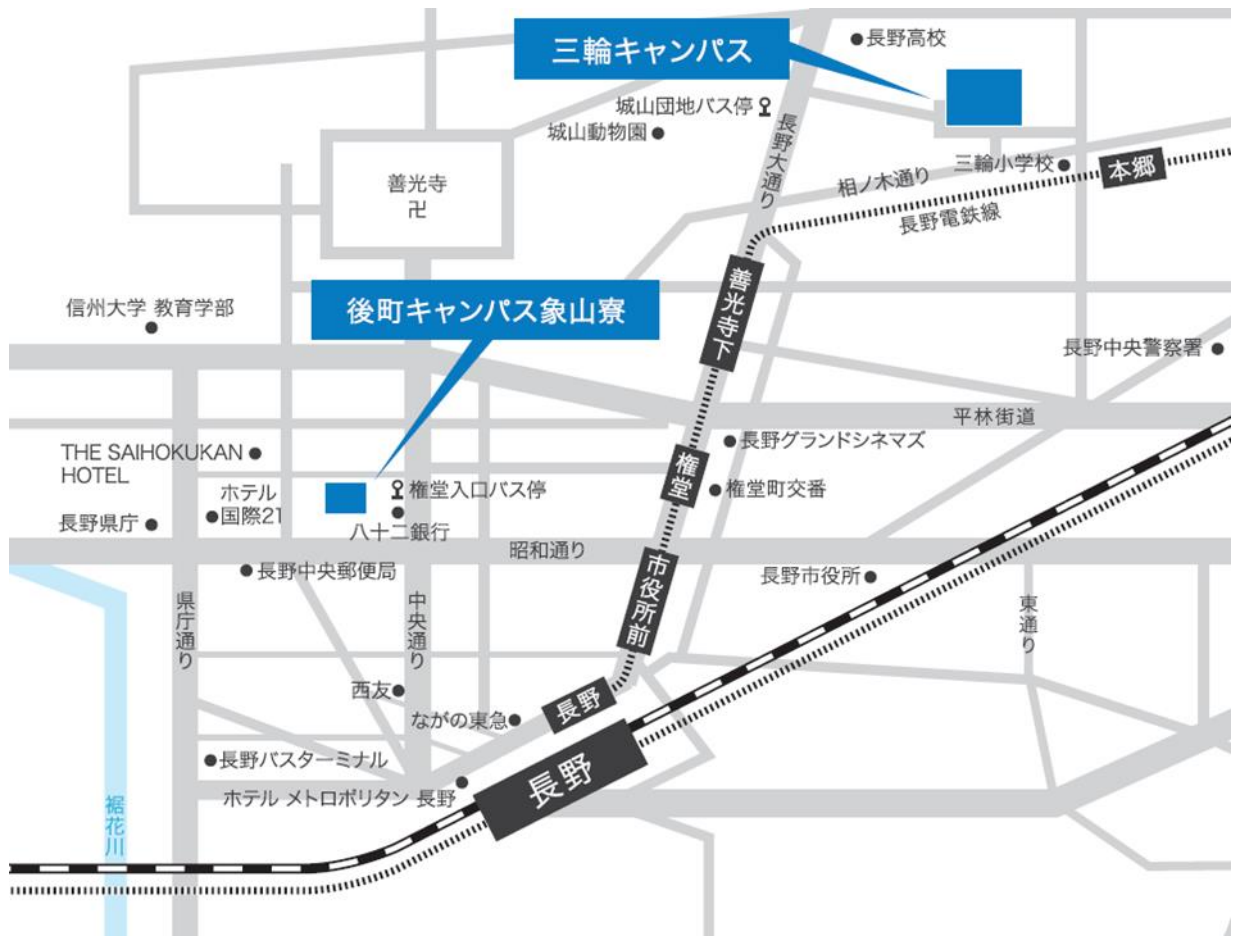 三輪キャンパス
長野高校
城山団地バス停
城山動物園
長野大通り
善光寺
卍
三輪小学校
本郷
相ノ木通り
長野電鉄線
善光寺下
信州大学 教育学部
後町キャンパス象山寮
長野中央警察署
平林街道
THE SAIHOKUKAN
HOTEL
長野グランドシネマズ
権堂
ホテル
国際21
権堂入口バス停
権堂町交番
長野県庁
八十二銀行
昭和通り
長野中央郵便局
市役所前
長野市役所
県庁通り
中央通り
東通り
西友
ながの東急
長野
長野バスターミナル
長野
ホテル メトロポリタン 長野
裾花川